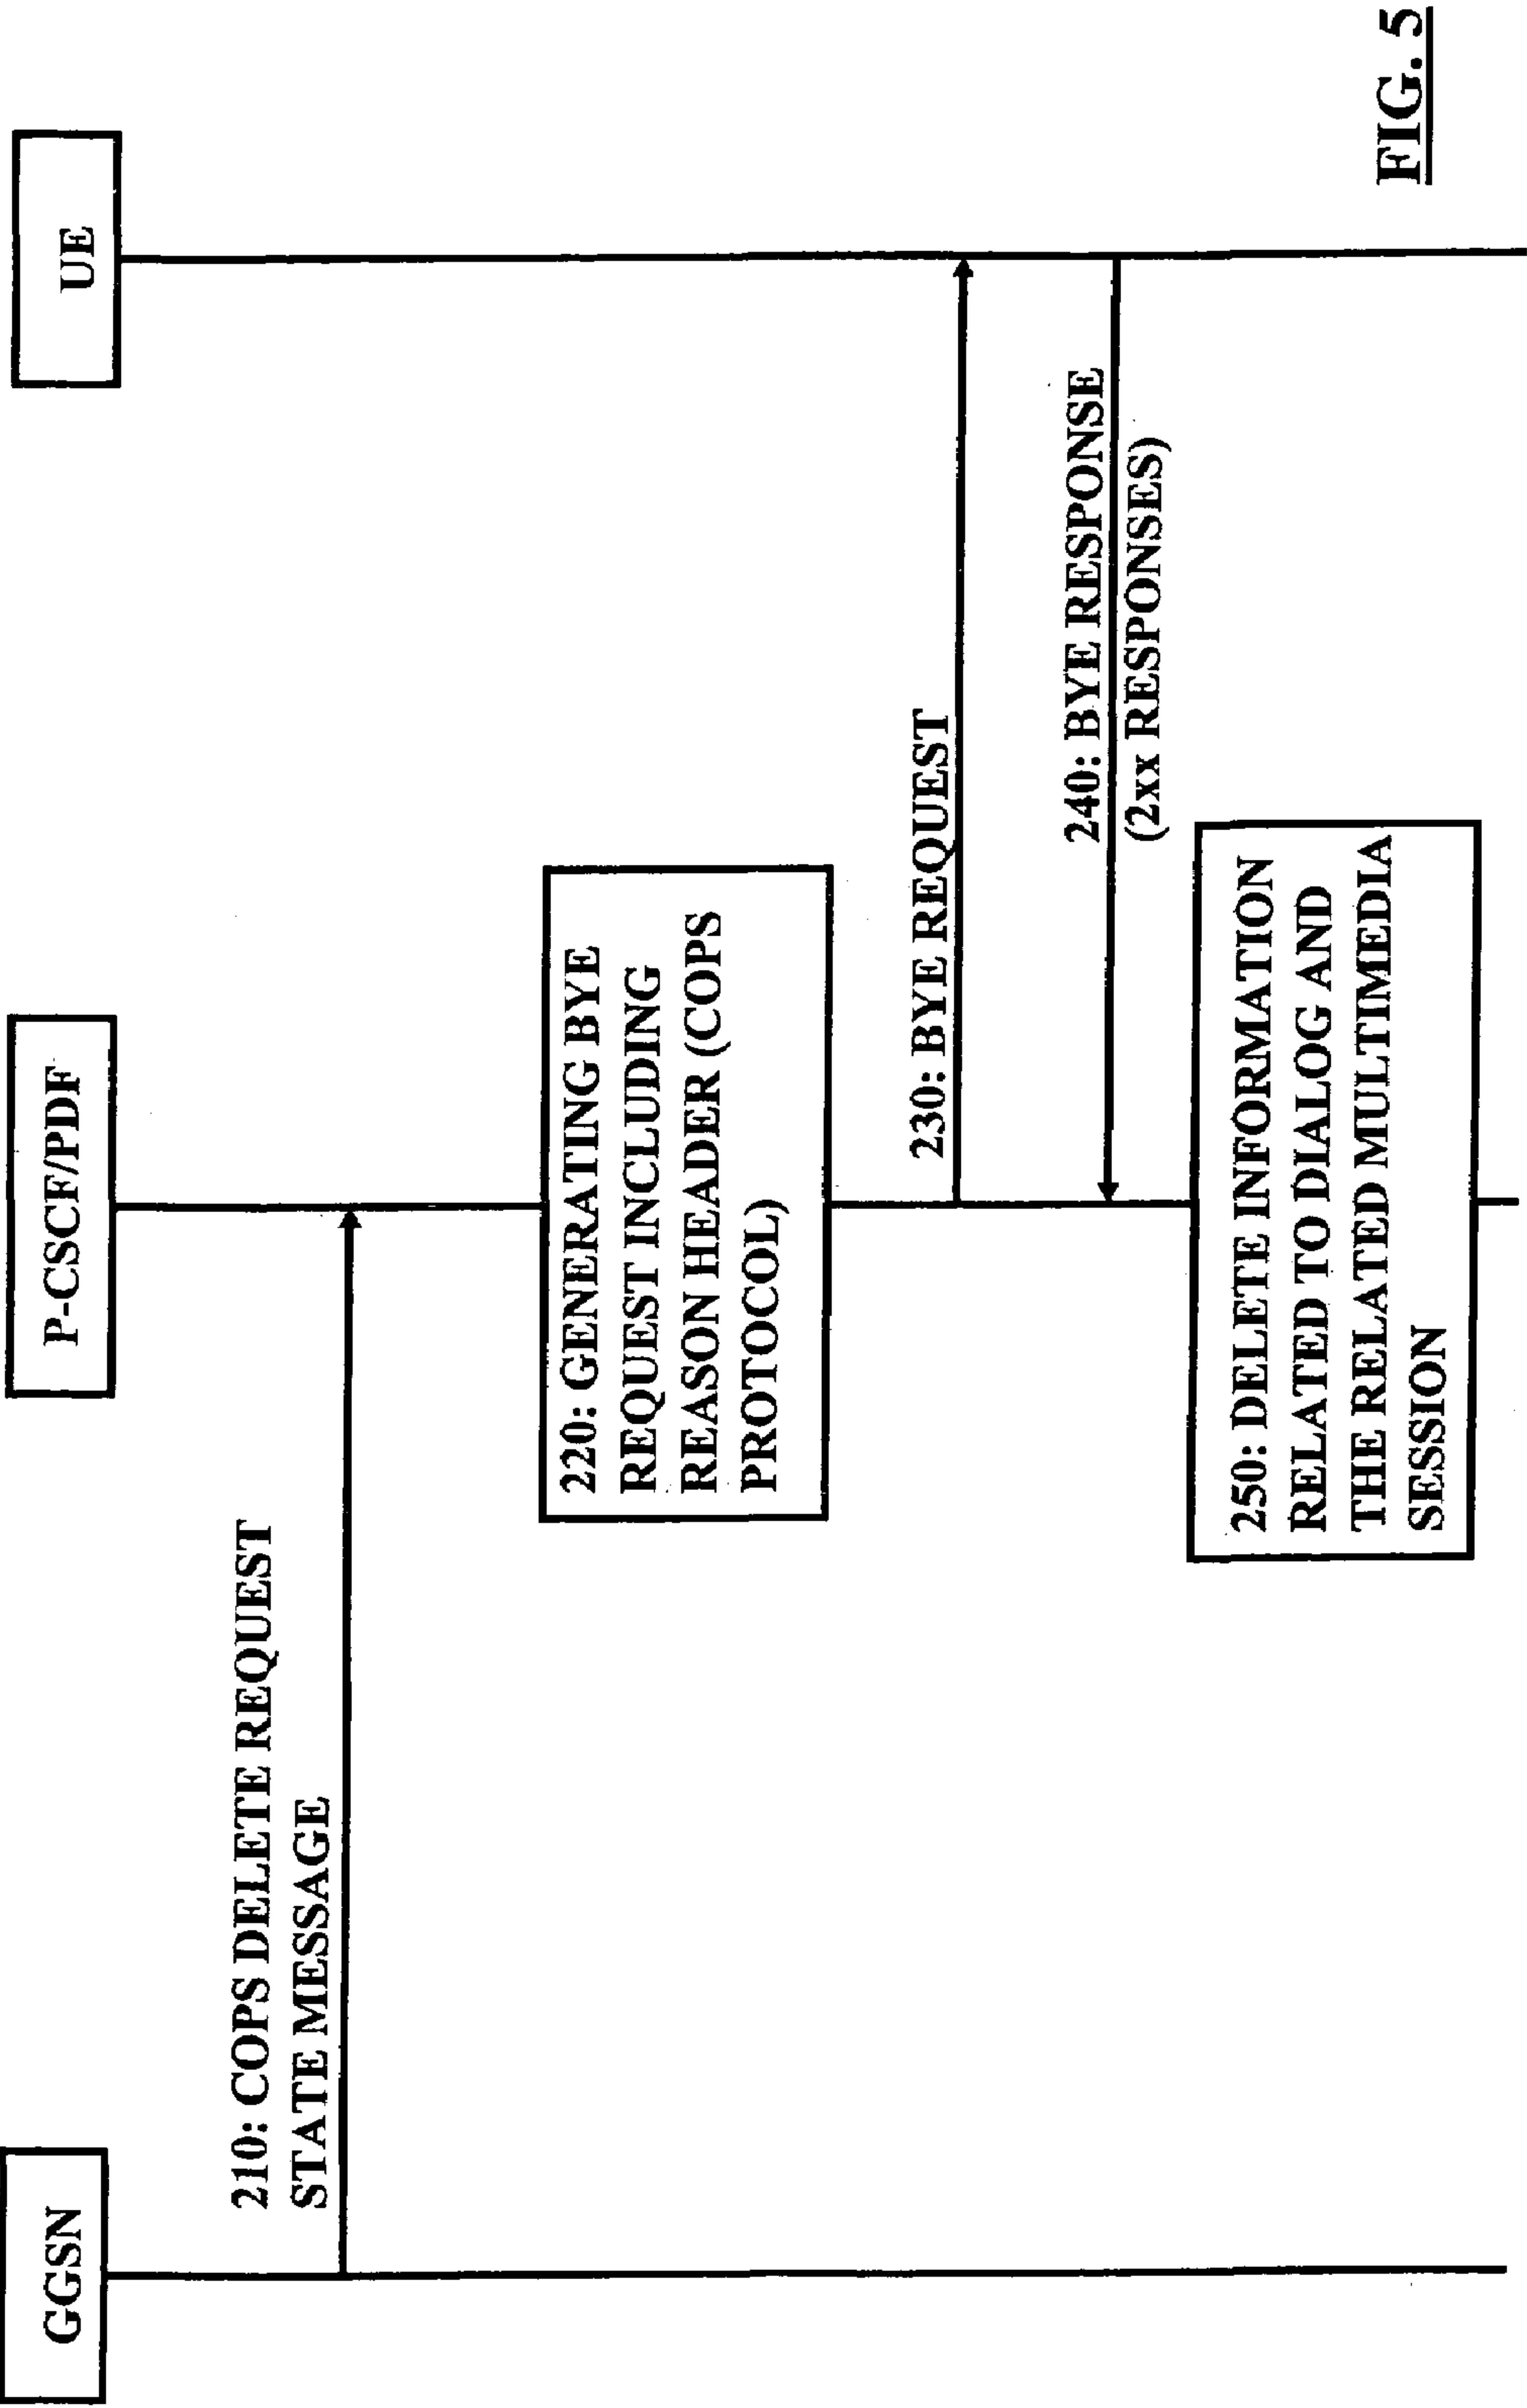 GGSN
P-CSCF/PDF
UE
210: COPS DELETE REQUEST
STATE MESSAGE
220: GENERATING BYE
REQUEST INCLUDING
REASON HEADER (COPS
PROTOCOL)
230: BYE REQUEST
240: BYE RESPONSE
(2xx RESPONSES)
250: DELETE INFORMATION
RELATED TO DIALOG AND
THE RELATED MULTIMEDIA
SESSION
FIG. 5